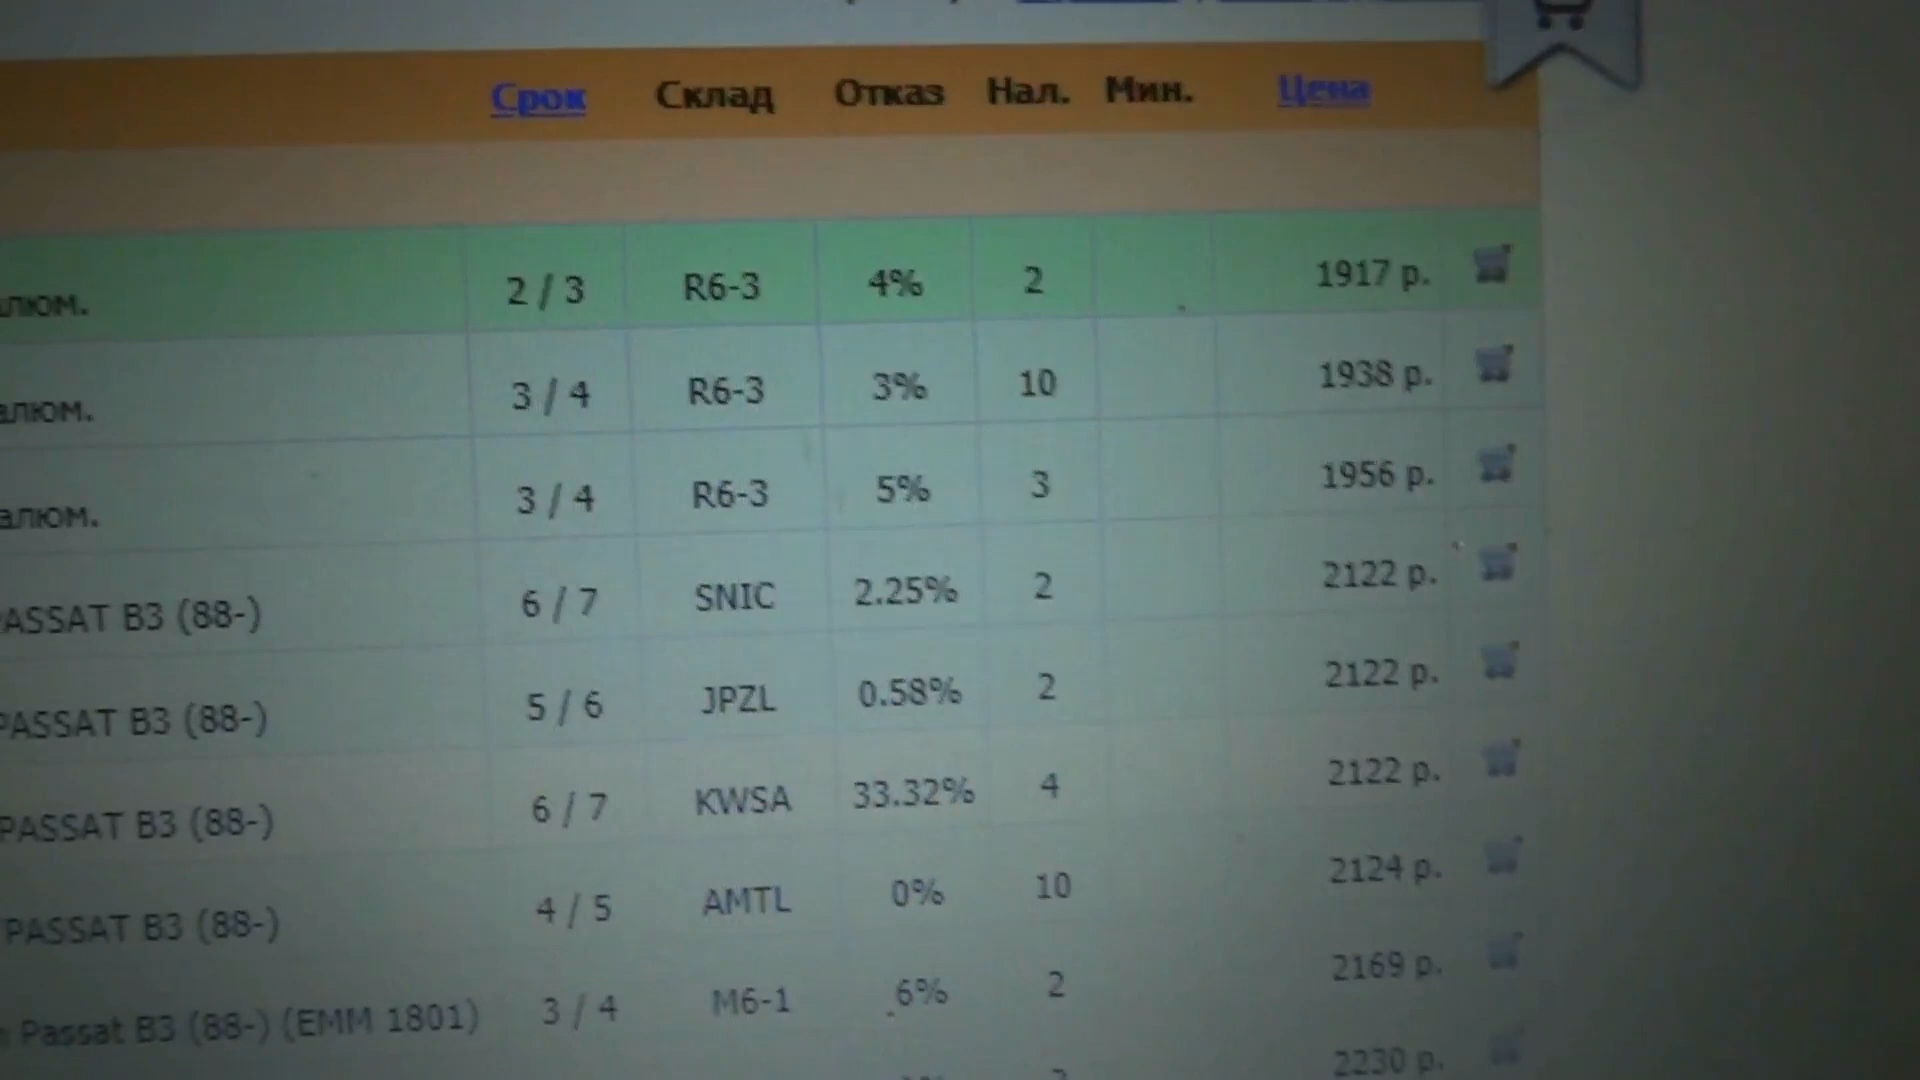 Срок Склад Отказ Нал. Мин. Цена
алюм. 2 / 3 R6-3 4% 2 1917 р.
алюм. 3 / 4 R6-3 3% 10 1938 р.
алюм. 3 / 4 R6-3 5% 3 1956 р.
PASSAT B3 (88-) 6 / 7 SNIC 2.25% 2 2122 р.
PASSAT B3 (88-) 5 / 6 JPZL 0.58% 2 2122 р.
PASSAT B3 (88-) 6 / 7 KWSA 33.32% 4 2122 р.
PASSAT B3 (88-) 4 / 5 AMTL 0% 10 2124 р.
Passat B3 (88-) (EMM 1801) 3 / 4 M6-1 6% 2 2169 р.
2230 р.